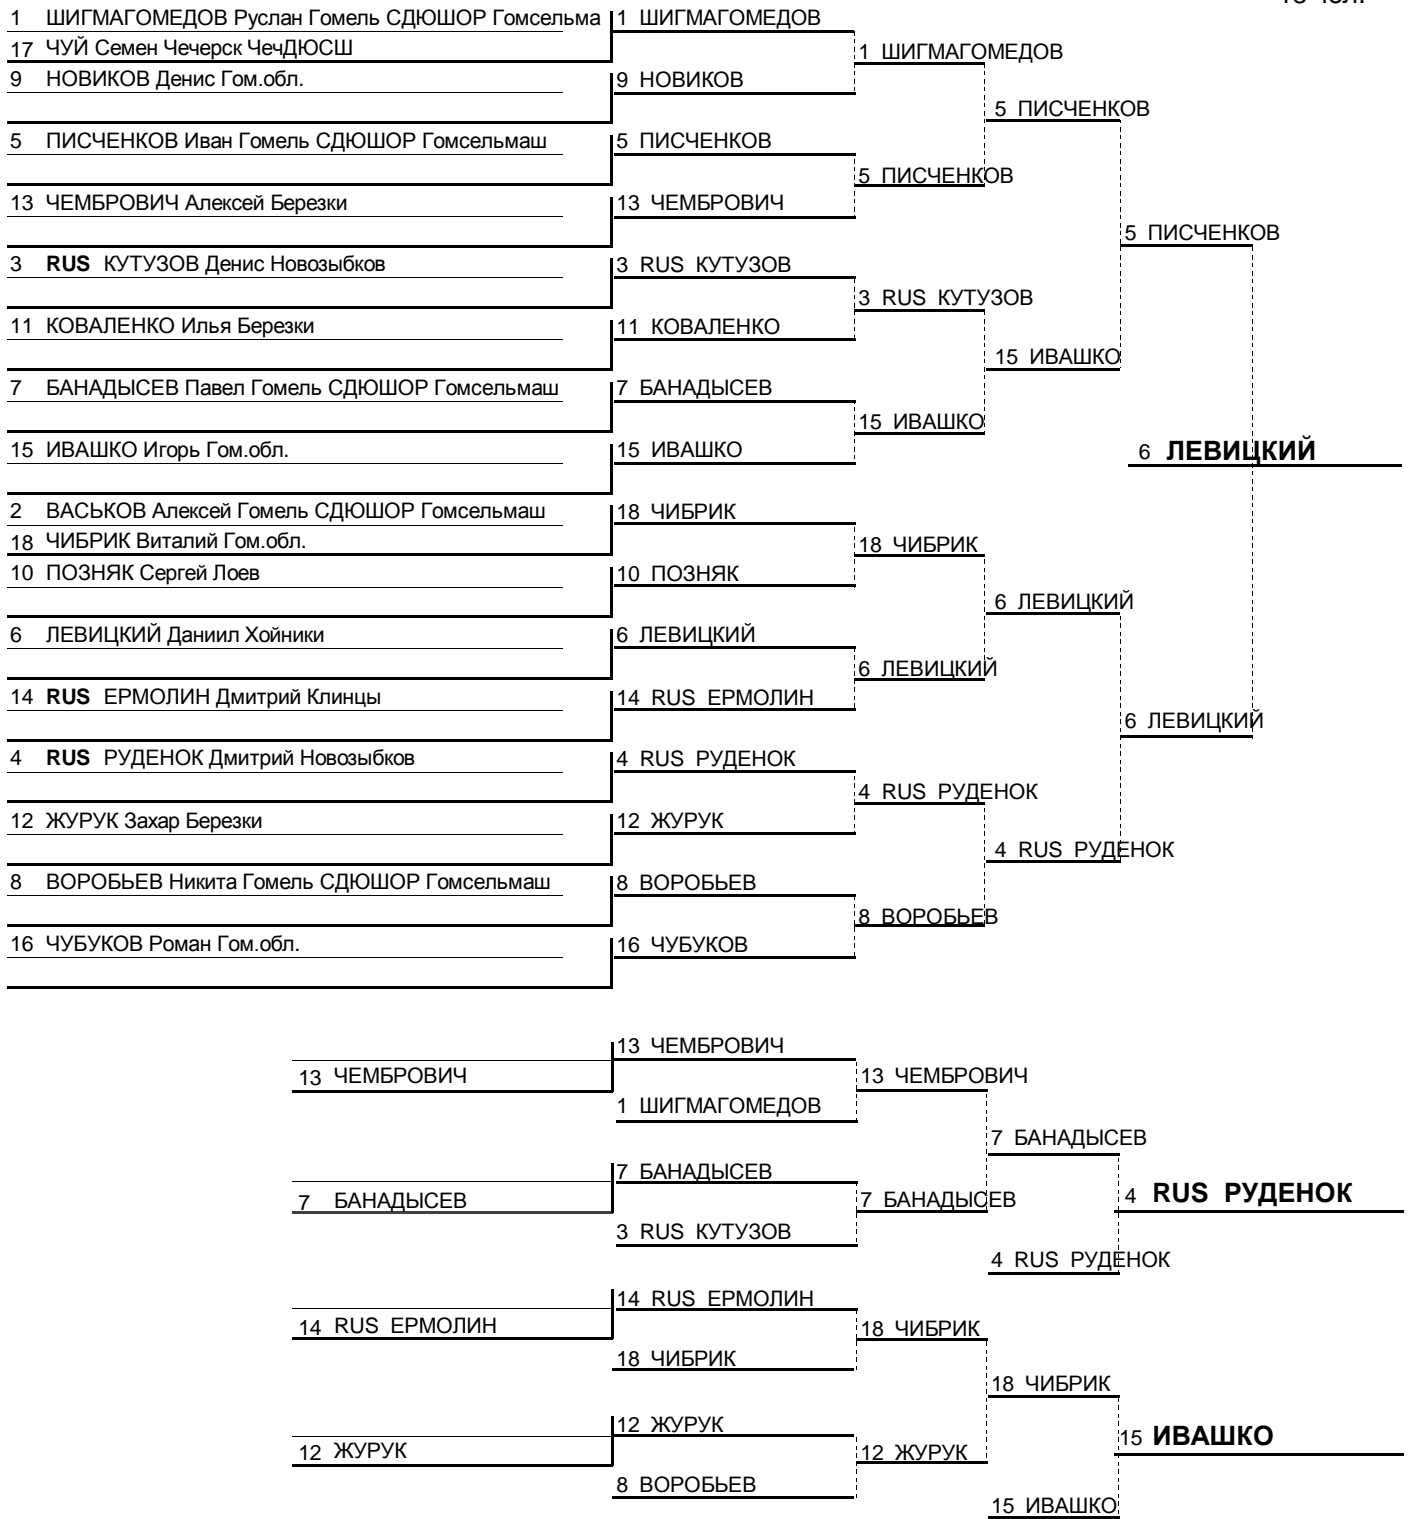 1 ШИГМАГОМЕДОВ Руслан Гомель СДЮШОР Гомсельма 1 ШИГМАГОМЕДОВ
17 ЧУЙ Семен Чечерск ЧечДЮСШ 1 ШИГМАГОМЕДОВ
9 НОВИКОВ Денис Гом.обл. 9 НОВИКОВ
5 ПИСЧЕНКОВ
5 ПИСЧЕНКОВ Иван Гомель СДЮШОР Гомсельмаш 5 ПИСЧЕНКОВ
5 ПИСЧЕНКОВ
13 ЧЕМБРОВИЧ Алексей Березки 13 ЧЕМБРОВИЧ
5 ПИСЧЕНКОВ
3 RUS КУТУЗОВ Денис Новозыбков 3 RUS КУТУЗОВ
3 RUS КУТУЗОВ
11 КОВАЛЕНКО Илья Березки 11 КОВАЛЕНКО
15 ИВАШКО
7 БАНАДЫСЕВ Павел Гомель СДЮШОР Гомсельмаш 7 БАНАДЫСЕВ
15 ИВАШКО
15 ИВАШКО Игорь Гом.обл. 15 ИВАШКО 6 ЛЕВИЦКИЙ
2 ВАСЬКОВ Алексей Гомель СДЮШОР Гомсельмаш 18 ЧИБРИК
18 ЧИБРИК Виталий Гом.обл. 18 ЧИБРИК
10 ПОЗНЯК Сергей Лоев 10 ПОЗНЯК
6 ЛЕВИЦКИЙ
6 ЛЕВИЦКИЙ Даниил Хойники 6 ЛЕВИЦКИЙ
6 ЛЕВИЦКИЙ
14 RUS ЕРМОЛИН Дмитрий Клинцы 14 RUS ЕРМОЛИН
6 ЛЕВИЦКИЙ
4 RUS РУДЕНОК Дмитрий Новозыбков 4 RUS РУДЕНОК
4 RUS РУДЕНОК
12 ЖУРУК Захар Березки 12 ЖУРУК
4 RUS РУДЕНОК
8 ВОРОБЬЕВ Никита Гомель СДЮШОР Гомсельмаш 8 ВОРОБЬЕВ
8 ВОРОБЬЕВ
16 ЧУБУКОВ Роман Гом.обл. 16 ЧУБУКОВ
13 ЧЕМБРОВИЧ
13 ЧЕМБРОВИЧ 13 ЧЕМБРОВИЧ
1 ШИГМАГОМЕДОВ
7 БАНАДЫСЕВ
7 БАНАДЫСЕВ
7 БАНАДЫСЕВ 7 БАНАДЫСЕВ 4 RUS РУДЕНОК
3 RUS КУТУЗОВ
4 RUS РУДЕНОК
14 RUS ЕРМОЛИН
14 RUS ЕРМОЛИН 18 ЧИБРИК
18 ЧИБРИК
18 ЧИБРИК
12 ЖУРУК
15 ИВАШКО
12 ЖУРУК 12 ЖУРУК
8 ВОРОБЬЕВ
15 ИВАШКО